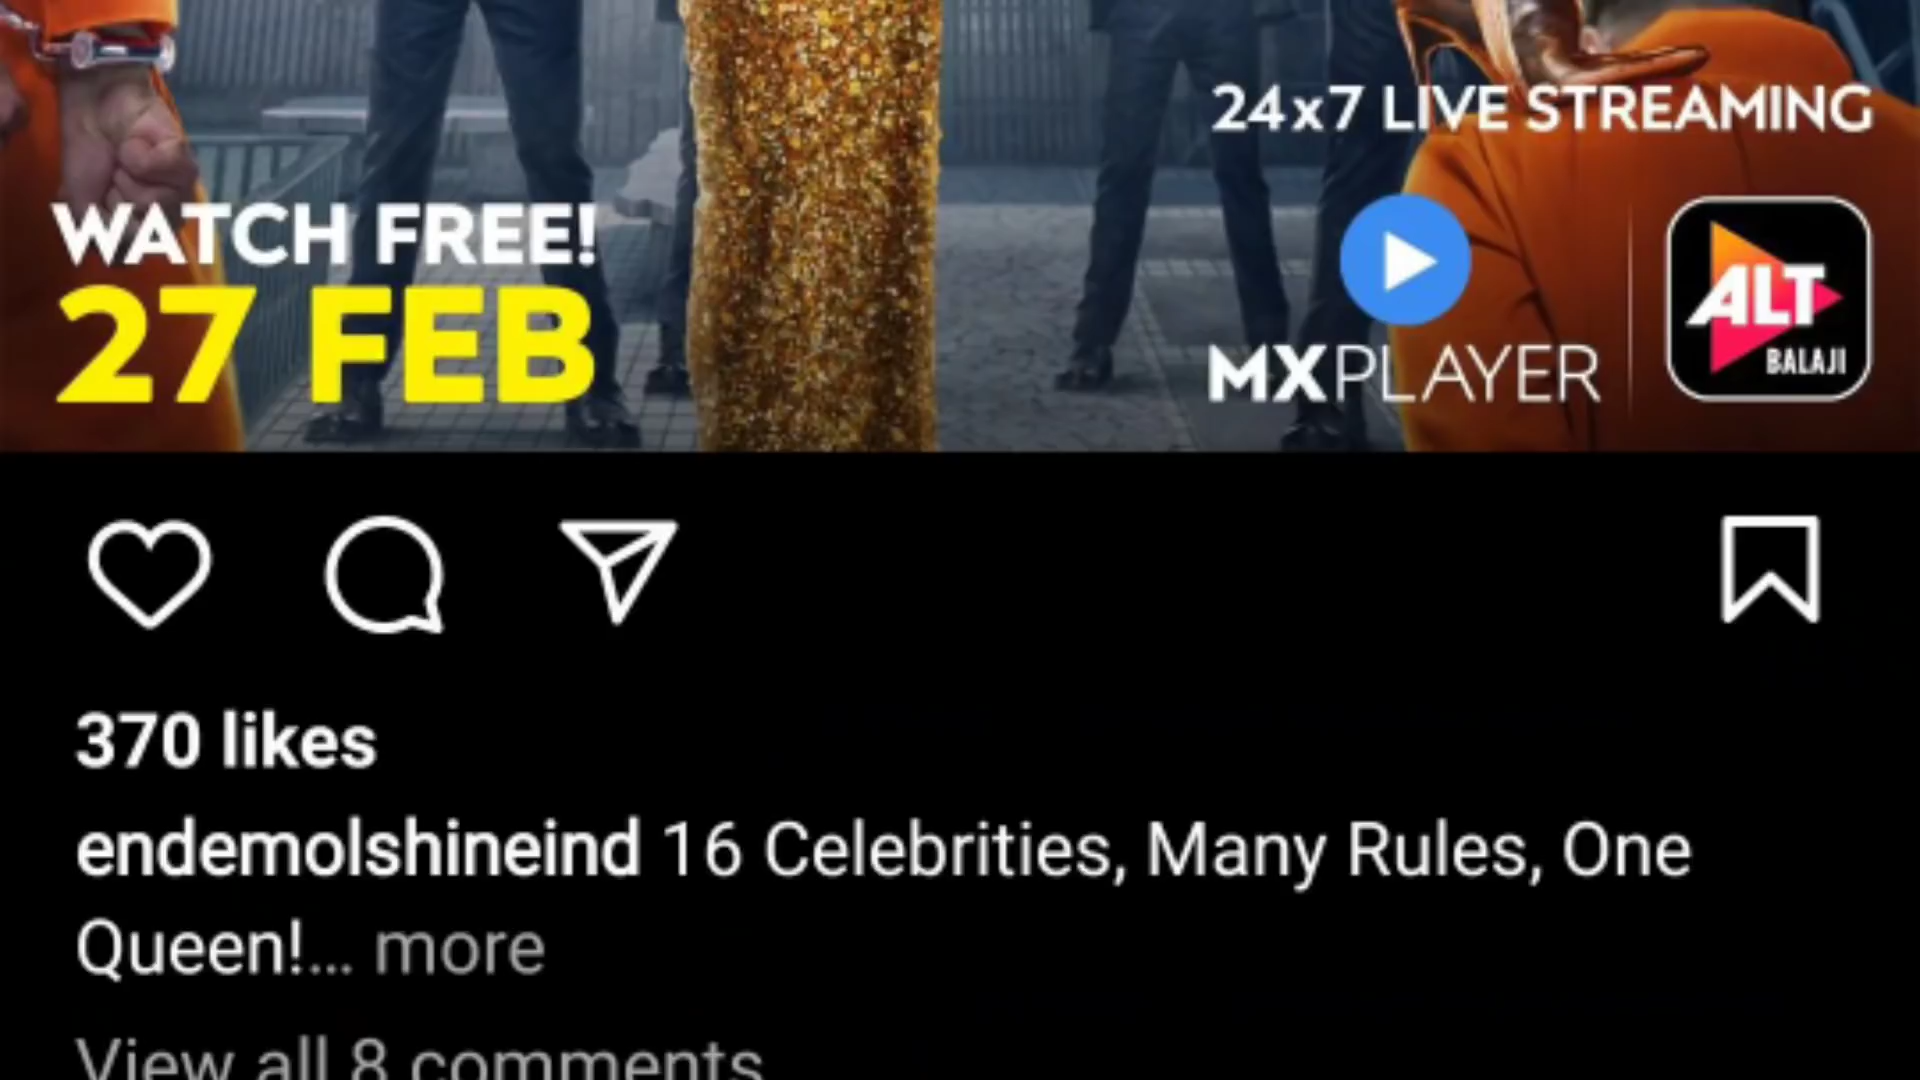 24x7 LIVE STREAMING
WATCH FREE!
27 FEB
MXPLAYER
ALT
BALAJI
370 likes
endemolshineind 16 Celebrities, Many Rules, One
Queen!... more
View all 8 comments